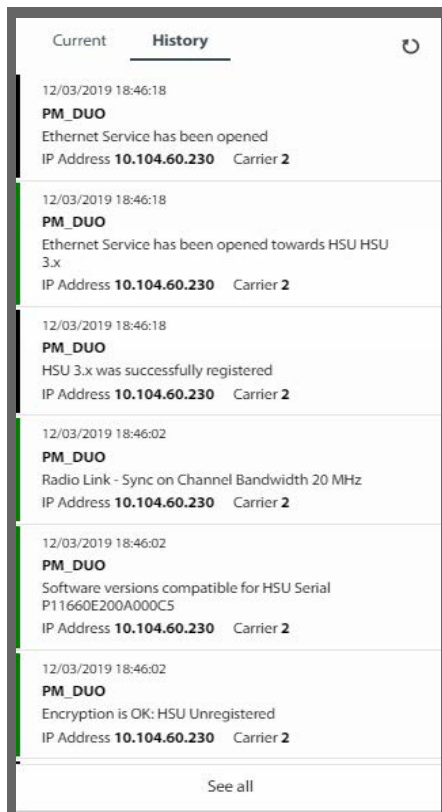 Current History
12/03/2019 18:46:18
PM_DUO
Ethernet Service has been opened
IP Address 10.104.60.230 Carrier 2
12/03/2019 18:46:18
PM_DUO
Ethernet Service has been opened towards HSU HSU
3.x
IP Address 10.104.60.230 Carrier 2
12/03/2019 18:46:18
PM_DUO
HSU 3.x was successfully registered
IP Address 10.104.60.230 Carrier 2
12/03/2019 18:46:02
PM_DUO
Radio Link - Sync on Channel Bandwidth 20 MHz
IP Address 10.104.60.230 Carrier 2
12/03/2019 18:46:02
PM_DUO
Software versions compatible for HSU Serial
P11660E200A000C5
IP Address 10.104.60.230 Carrier 2
12/03/2019 18:46:02
PM_DUO
Encryption is OK: HSU Unregistered
IP Address 10.104.60.230 Carrier 2
See all